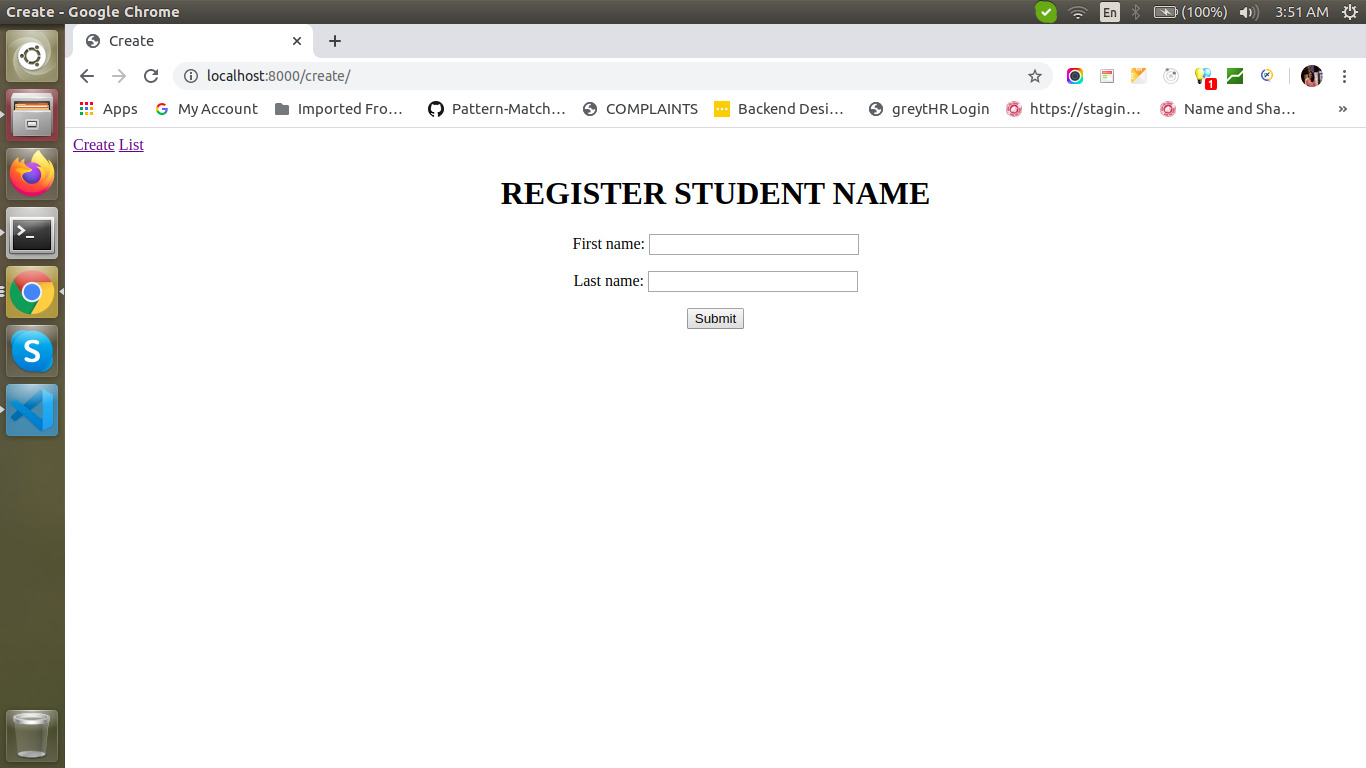 Create - Google Chrome
En
(100%)
3:51 AM
Create
localhost:8000/create/
1
Apps
My Account
Imported Fro...
Pattern-Match...
COMPLAINTS
Backend Desi...
greytHR Login
https://stagin...
Name and Sha...
»
Create List
REGISTER STUDENT NAME
First name:
Last name:
Submit